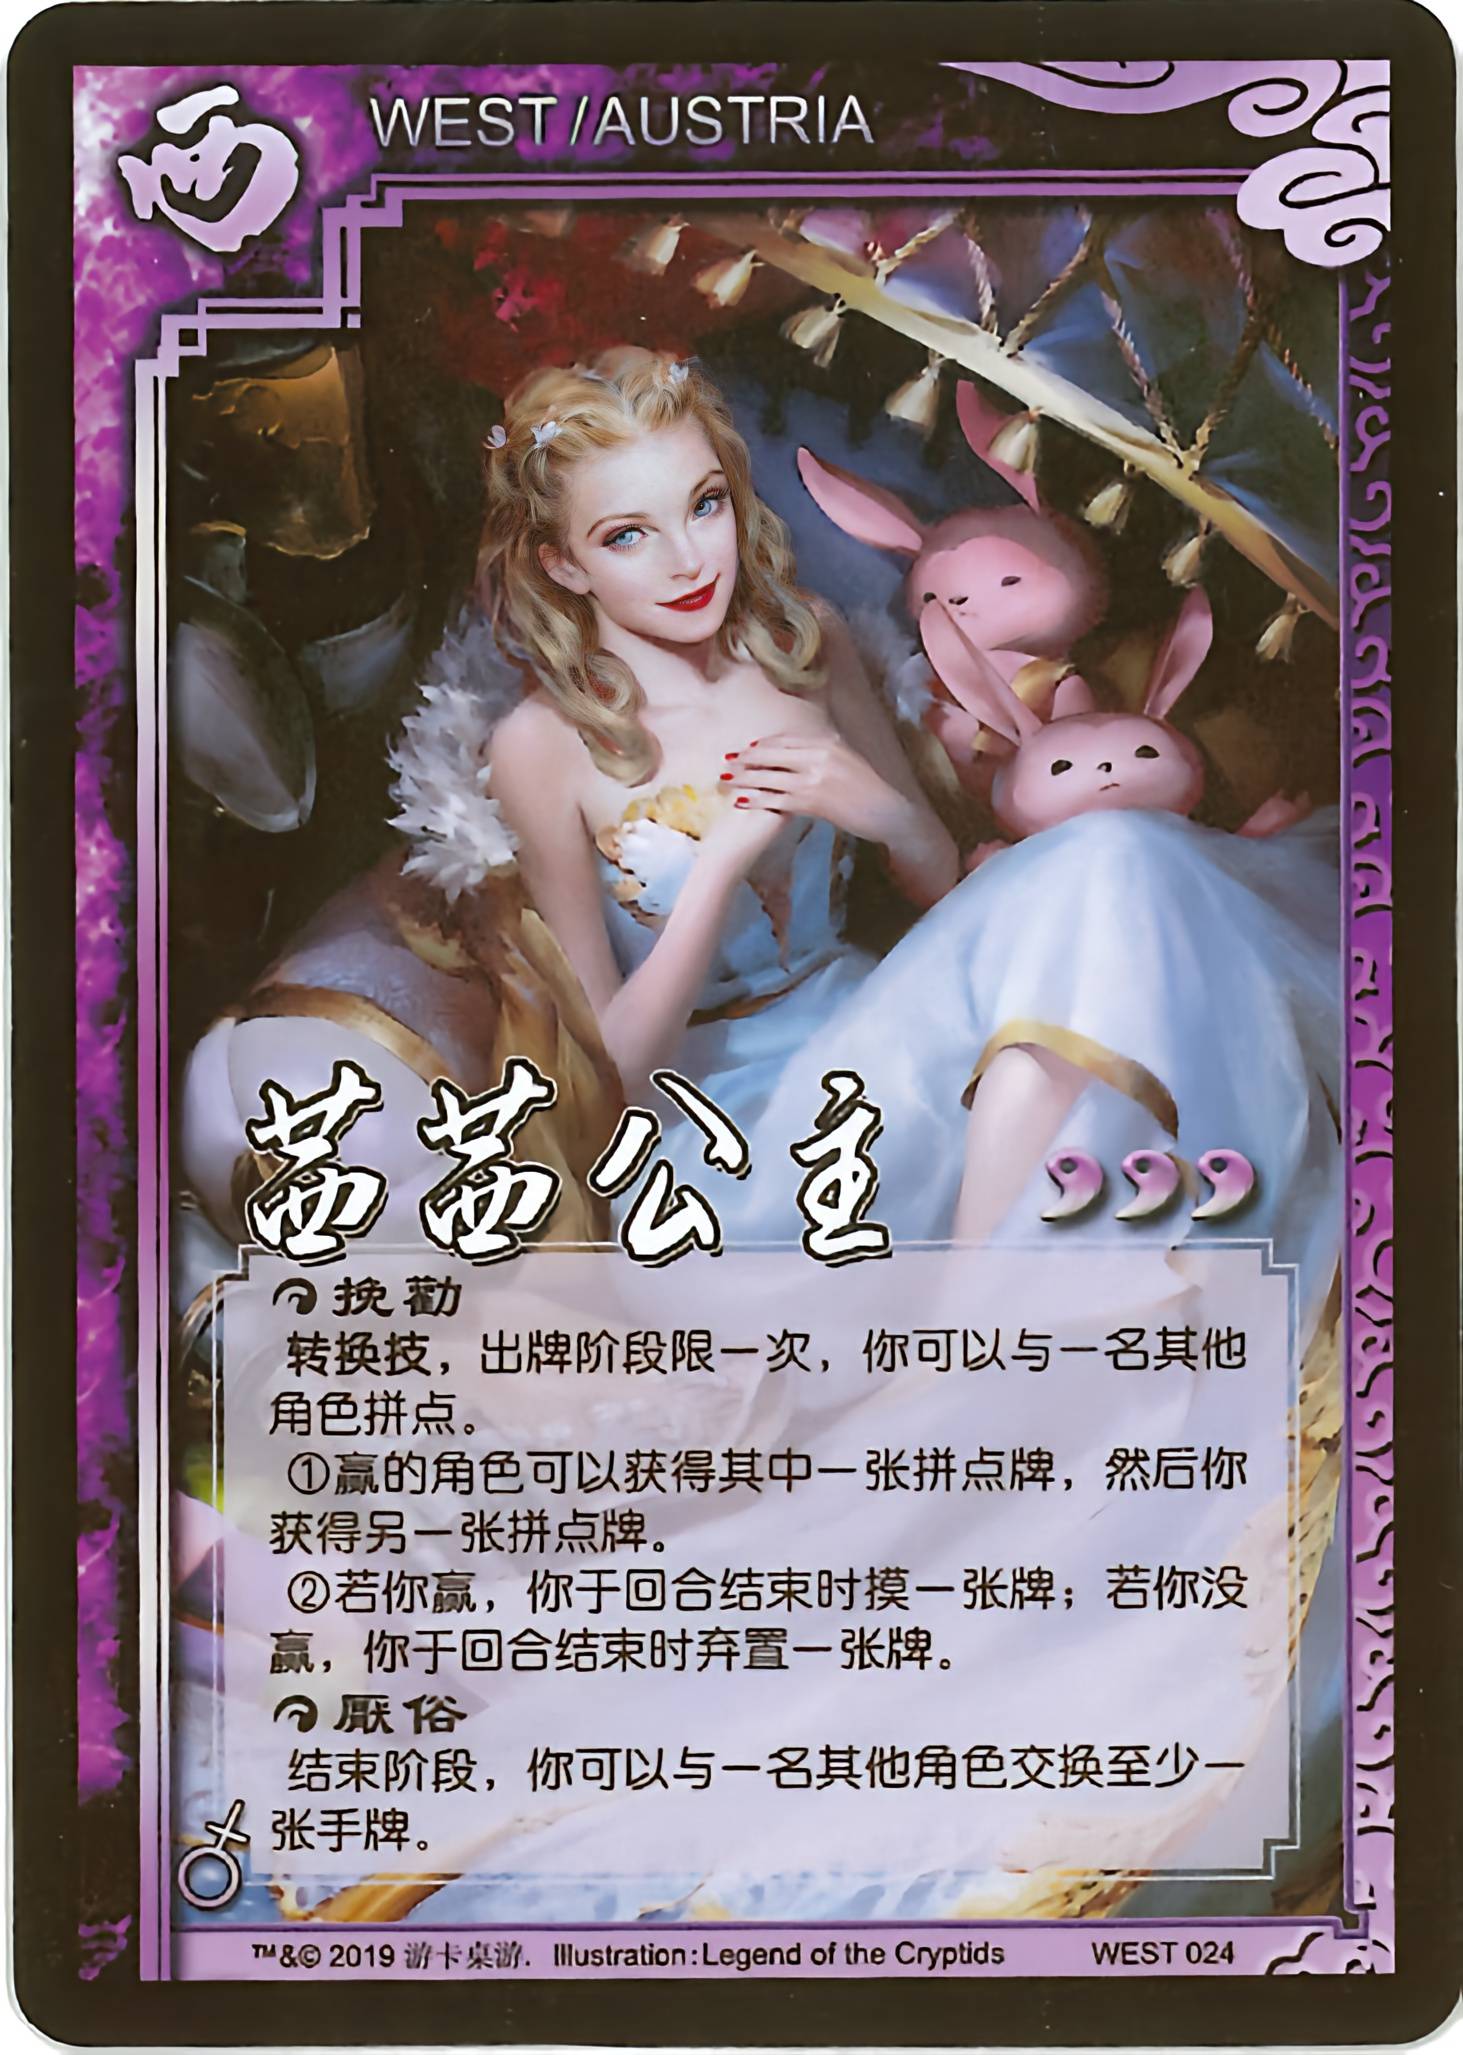 西
WEST/AUSTRIA
茜茜公主
挽勸
转换技，出牌阶段限一次，你可以与一名其他
角色拼点。
①赢的角色可以获得其中一张拼点牌，然后你
获得另一张拼点牌。
②若你赢，你于回合结束时摸一张牌；若你没
赢，你于回合结束时弃置一张牌。
厭俗
结束阶段，你可以与一名其他角色交换至少一
张手牌。
™&© 2019 游卡桌游. Illustration:Legend of the Cryptids
WEST 024